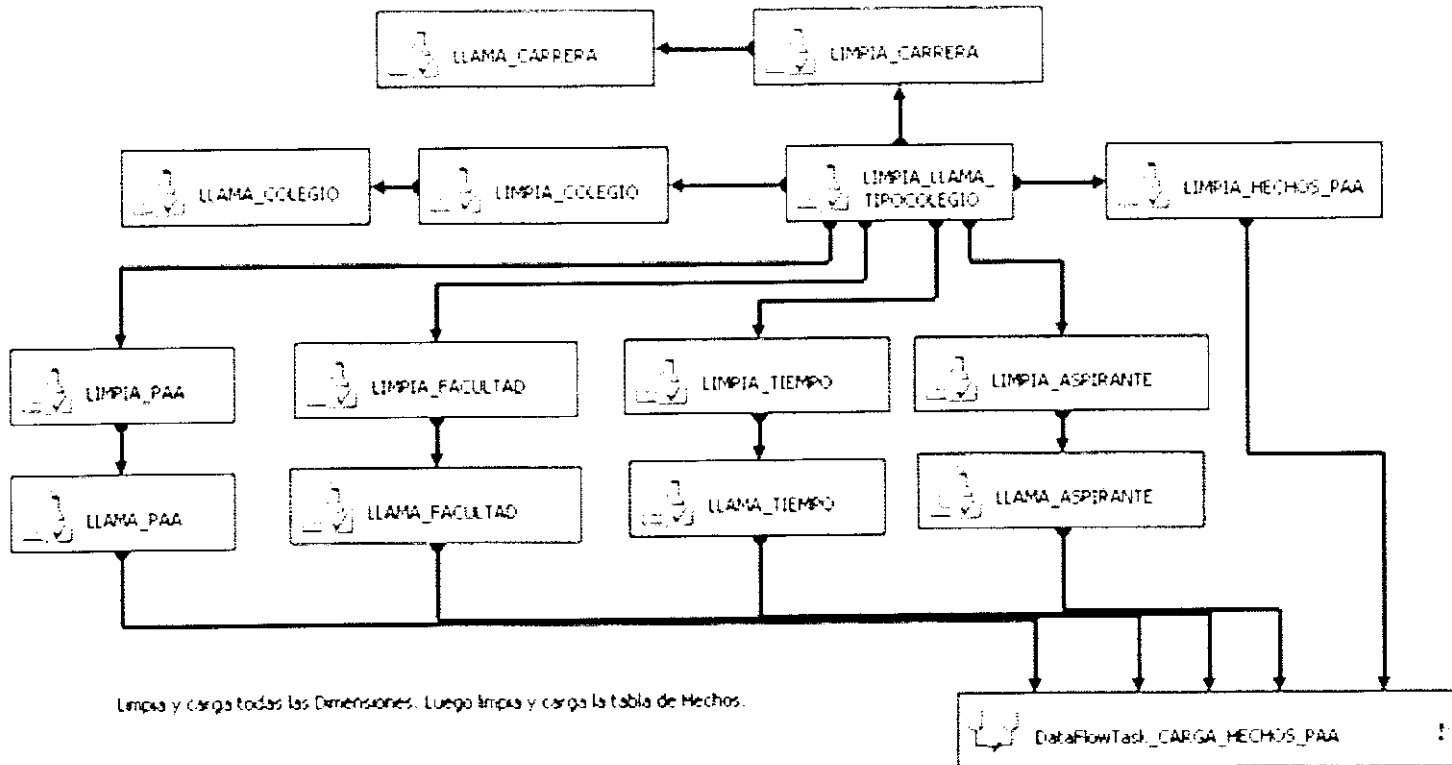 LLAMA_CARRERA
LIMPIA_CARRERA
LLAMA_COLEGIO
LIMPIA_COLEGIO
LIMPIA_LLAMA_
TIPOCOLEGIO
LIMPIA_HECHOS_PAA
LIMPIA_PAA
LIMPIA_FACULTAD
LIMPIA_TIEMPO
LIMPIA_ASPIRANTE
LLAMA_PAA
LLAMA_FACULTAD
LLAMA_TIEMPO
LLAMA_ASPIRANTE
Limpia y carga todas las Dimensiones. Luego limpia y carga la tabla de Hechos.
DataFlowTask_CARGA_HECHOS_PAA !